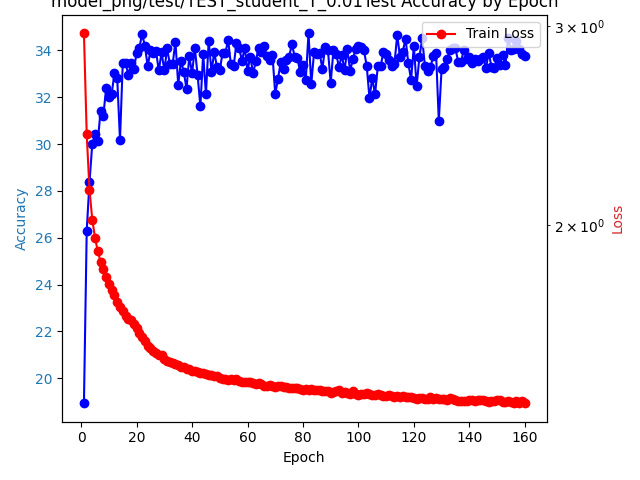 model_png/test/TEST_student_T_0.01Test Accuracy by Epoch
Train Loss
Accuracy
34
32
30
28
26
24
22
20
3 × 10⁰
2 × 10⁰
Loss
0 20 40 60 80 100 120 140 160
Epoch